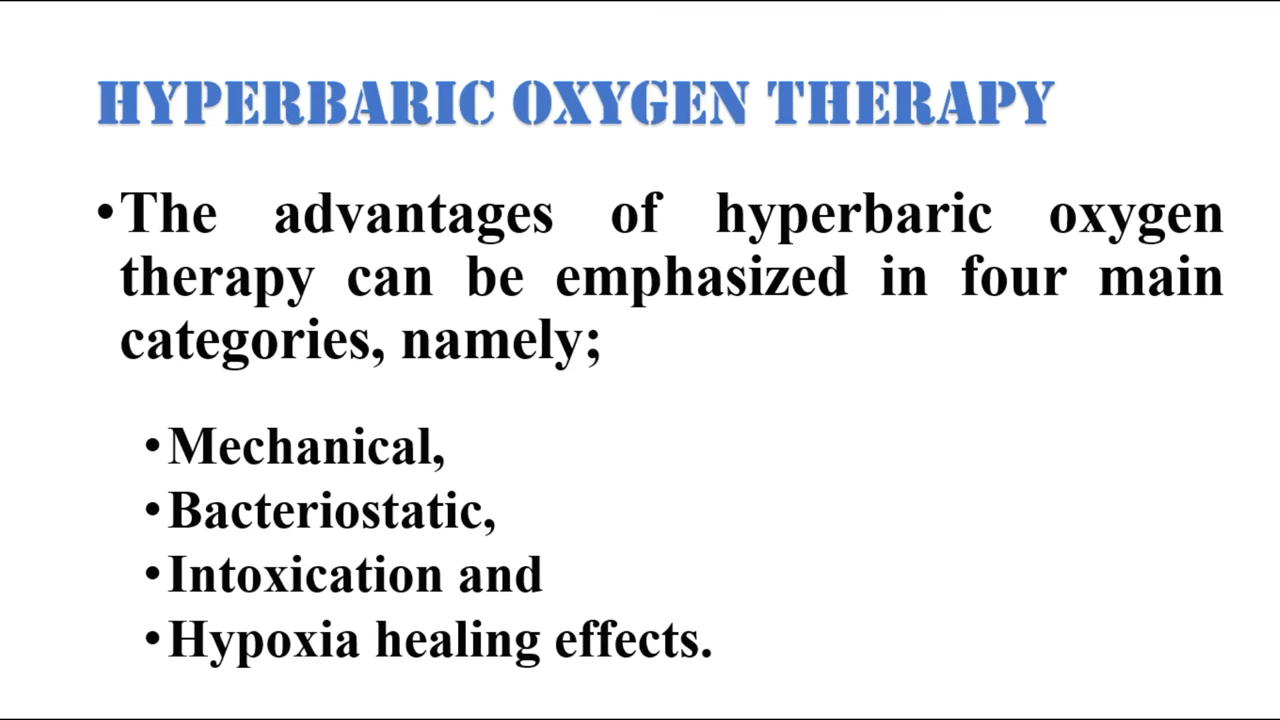 HYPERBARIC OXYGEN THERAPY
•The advantages of hyperbaric oxygen
therapy can be emphasized in four main
categories, namely;
•Mechanical,
•Bacteriostatic,
•Intoxication and
•Hypoxia healing effects.